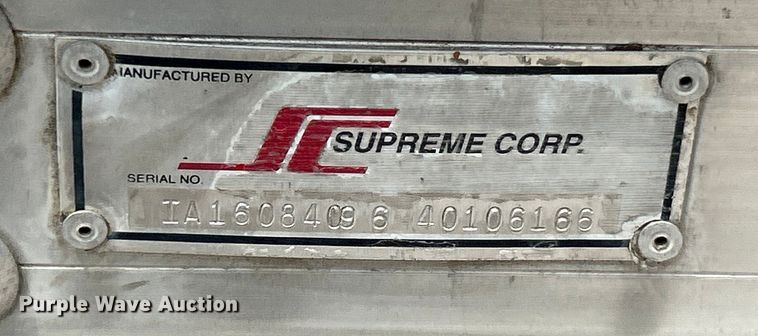 MANUFACTURED BY
SUPREME CORP.
SERIAL NO.
IA16084096 40106166
Purple Wave Auction